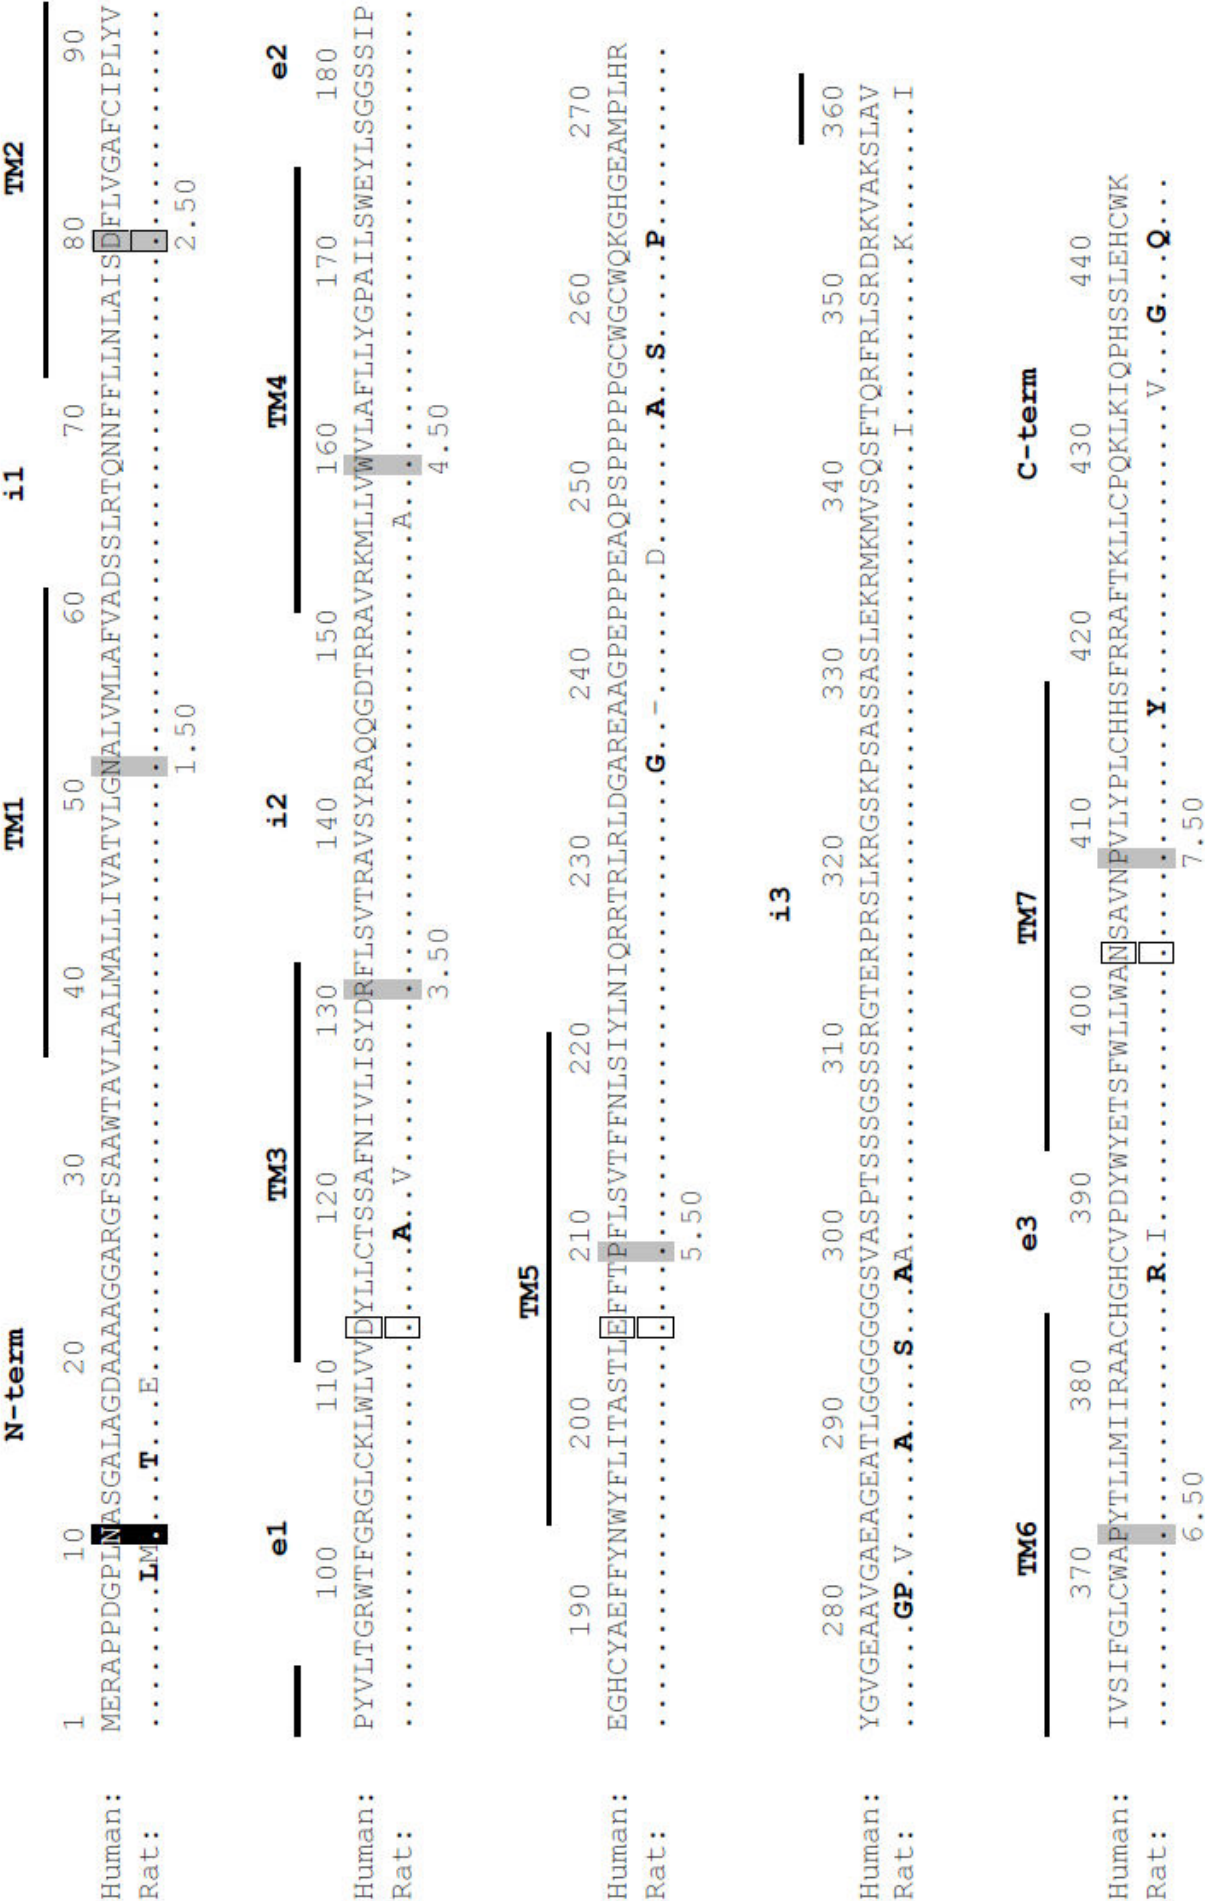 N-term TM1 i1 TM2
1 10 20 30 40 50 60 70 80 90
Human: MERAPPDGPLNASGALAGDAAAAGGARGFSAAWTAVLAALMALLIVATVLGNALVMLAFVADSSLRTQNNFFLLNLAISDFLVGAFCIPLYV
Rat: ........LM....T...E.........................................................................
1.50 2.50
e1 TM3 i2 TM4 e2
100 110 120 130 140 150 160 170 180
Human: PYVLTGRWTFGRGLCKLWLVVDYLLCTSSAFNIVLISYDRFLSVTRAVSYRAQQGDTRRAVRKMLLVWVLAFLLYGPAILSWEYLSGGSSIP
Rat: ..........................A..V..................................A...........................
3.50 4.50
TM5
190 200 210 220 230 240 250 260 270
Human: EGHCYAEFFYNWYFLITASTLEFFTPFLSVTFFNLSIYLNIQRRTRLRLDGAREAAGPEPPPEAQPSPPPPPGCWGCWQKGHGEAMPLHR
Rat: ...................................................G..-.......D.......A..S.....P..........
5.50
i3
280 290 300 310 320 330 340 350 360
Human: YGVGEAAVGAEAGEATLGGGGGGGSVASPTSSSGSSSRGTERPRSLKRGSKPSASSASLEKRMKMVSQSFTQRFRLSRDRKVAKSLAV
Rat: ......GP.V.....A....S...AA...........................................I.........K.......I
TM6 e3 TM7 C-term
370 380 390 400 410 420 430 440
Human: IVSIFGLCWAPYTLLMIIRAACHGHCVPDYWYETSFWLLWANSAVNPVLYPLCHHSFRRAFTKLLCPQKLKIQPHSSLEHCWK
Rat: ........................R.I...........................Y................V...G...Q...
6.50 7.50